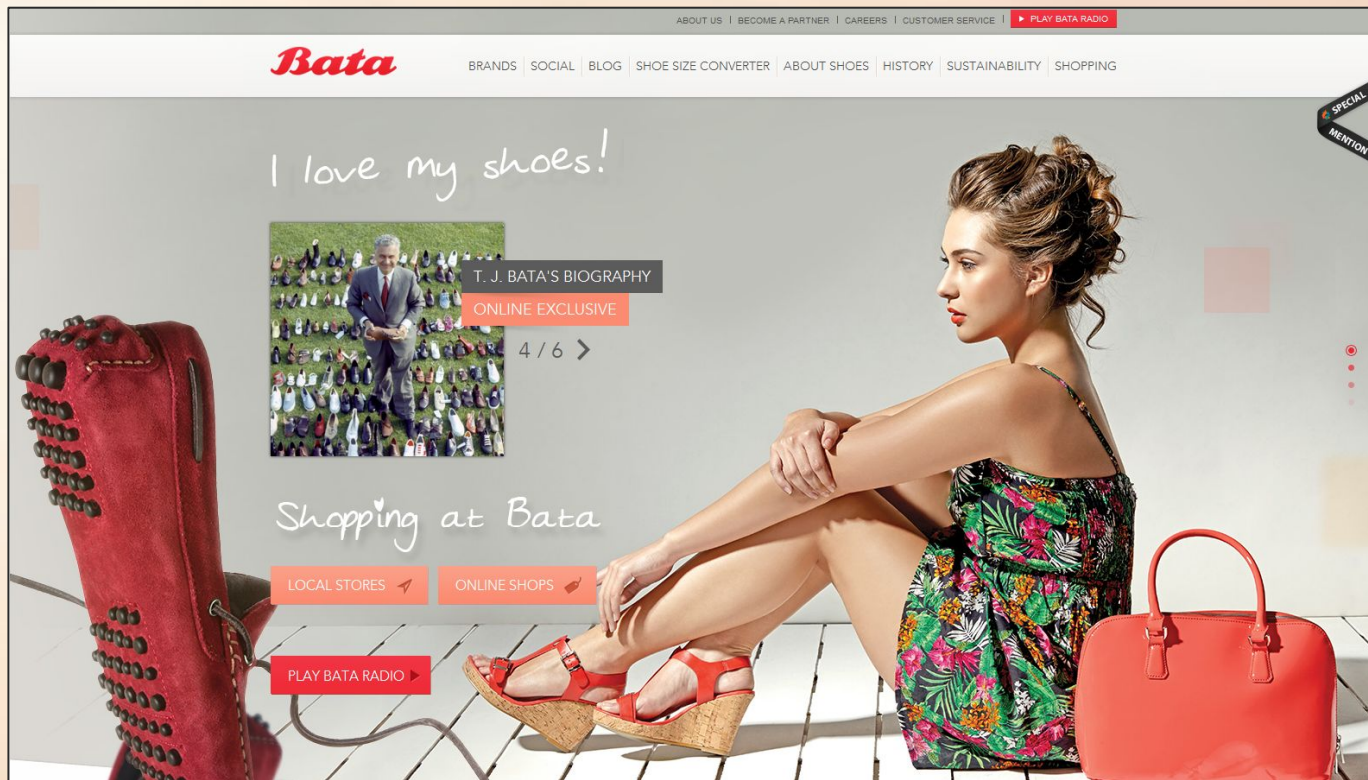 ABOUT US | BECOME A PARTNER | CAREERS | CUSTOMER SERVICE | PLAY BATA RADIO
Bata
BRANDS SOCIAL BLOG SHOE SIZE CONVERTER ABOUT SHOES HISTORY SUSTAINABILITY SHOPPING
SPECIAL
MENTION
I love my shoes!
T. J. BATA'S BIOGRAPHY
ONLINE EXCLUSIVE
4 / 6
Shopping at Bata
LOCAL STORES ONLINE SHOPS
PLAY BATA RADIO